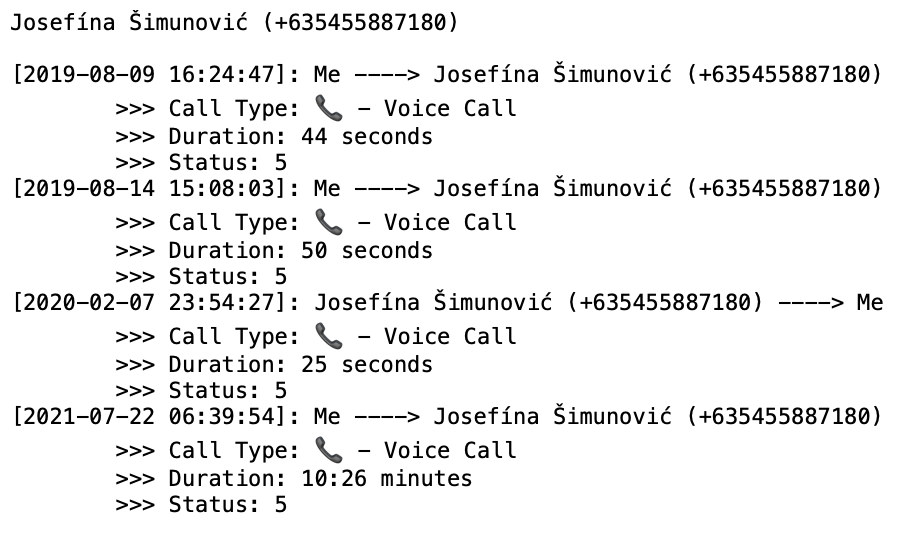 Josefína Šimunović (+635455887180)
[2019-08-09 16:24:47]: Me ----> Josefína Šimunović (+635455887180)
>>> Call Type: 📞 - Voice Call
>>> Duration: 44 seconds
>>> Status: 5
[2019-08-14 15:08:03]: Me ----> Josefína Šimunović (+635455887180)
>>> Call Type: 📞 - Voice Call
>>> Duration: 50 seconds
>>> Status: 5
[2020-02-07 23:54:27]: Josefína Šimunović (+635455887180) ----> Me
>>> Call Type: 📞 - Voice Call
>>> Duration: 25 seconds
>>> Status: 5
[2021-07-22 06:39:54]: Me ----> Josefína Šimunović (+635455887180)
>>> Call Type: 📞 - Voice Call
>>> Duration: 10:26 minutes
>>> Status: 5